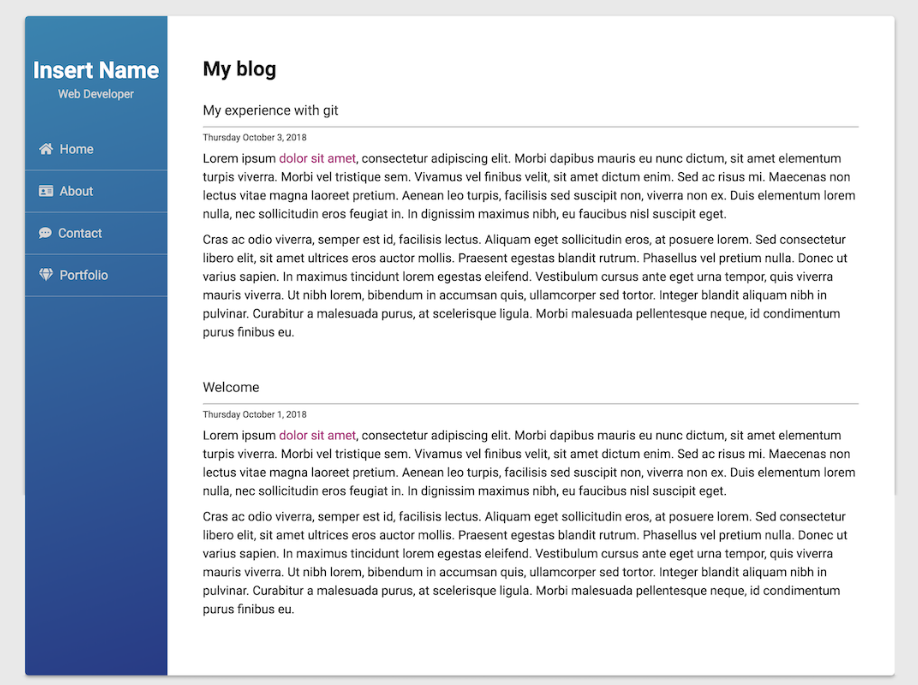 Insert Name
Web Developer
Home
About
Contact
Portfolio
My blog
My experience with git
Thursday October 3, 2018
Lorem ipsum dolor sit amet, consectetur adipiscing elit. Morbi dapibus mauris eu nunc dictum, sit amet elementum
turpis viverra. Morbi vel tristique sem. Vivamus vel finibus velit, sit amet dictum enim. Sed ac risus mi. Maecenas non
lectus vitae magna laoreet pretium. Aenean leo turpis, facilisis sed suscipit non, viverra non ex. Duis elementum lorem
nulla, nec sollicitudin eros feugiat in. In dignissim maximus nibh, eu faucibus nisl suscipit eget.
Cras ac odio viverra, semper est id, facilisis lectus. Aliquam eget sollicitudin eros, at posuere lorem. Sed consectetur
libero elit, sit amet ultrices eros auctor mollis. Praesent egestas blandit rutrum. Phasellus vel pretium nulla. Donec ut
varius sapien. In maximus tincidunt lorem egestas eleifend. Vestibulum cursus ante eget urna tempor, quis viverra
mauris viverra. Ut nibh lorem, bibendum in accumsan quis, ullamcorper sed tortor. Integer blandit aliquam nibh in
pulvinar. Curabitur a malesuada purus, at scelerisque ligula. Morbi malesuada pellentesque neque, id condimentum
purus finibus eu.
Welcome
Thursday October 1, 2018
Lorem ipsum dolor sit amet, consectetur adipiscing elit. Morbi dapibus mauris eu nunc dictum, sit amet elementum
turpis viverra. Morbi vel tristique sem. Vivamus vel finibus velit, sit amet dictum enim. Sed ac risus mi. Maecenas non
lectus vitae magna laoreet pretium. Aenean leo turpis, facilisis sed suscipit non, viverra non ex. Duis elementum lorem
nulla, nec sollicitudin eros feugiat in. In dignissim maximus nibh, eu faucibus nisl suscipit eget.
Cras ac odio viverra, semper est id, facilisis lectus. Aliquam eget sollicitudin eros, at posuere lorem. Sed consectetur
libero elit, sit amet ultrices eros auctor mollis. Praesent egestas blandit rutrum. Phasellus vel pretium nulla. Donec ut
varius sapien. In maximus tincidunt lorem egestas eleifend. Vestibulum cursus ante eget urna tempor, quis viverra
mauris viverra. Ut nibh lorem, bibendum in accumsan quis, ullamcorper sed tortor. Integer blandit aliquam nibh in
pulvinar. Curabitur a malesuada purus, at scelerisque ligula. Morbi malesuada pellentesque neque, id condimentum
purus finibus eu.